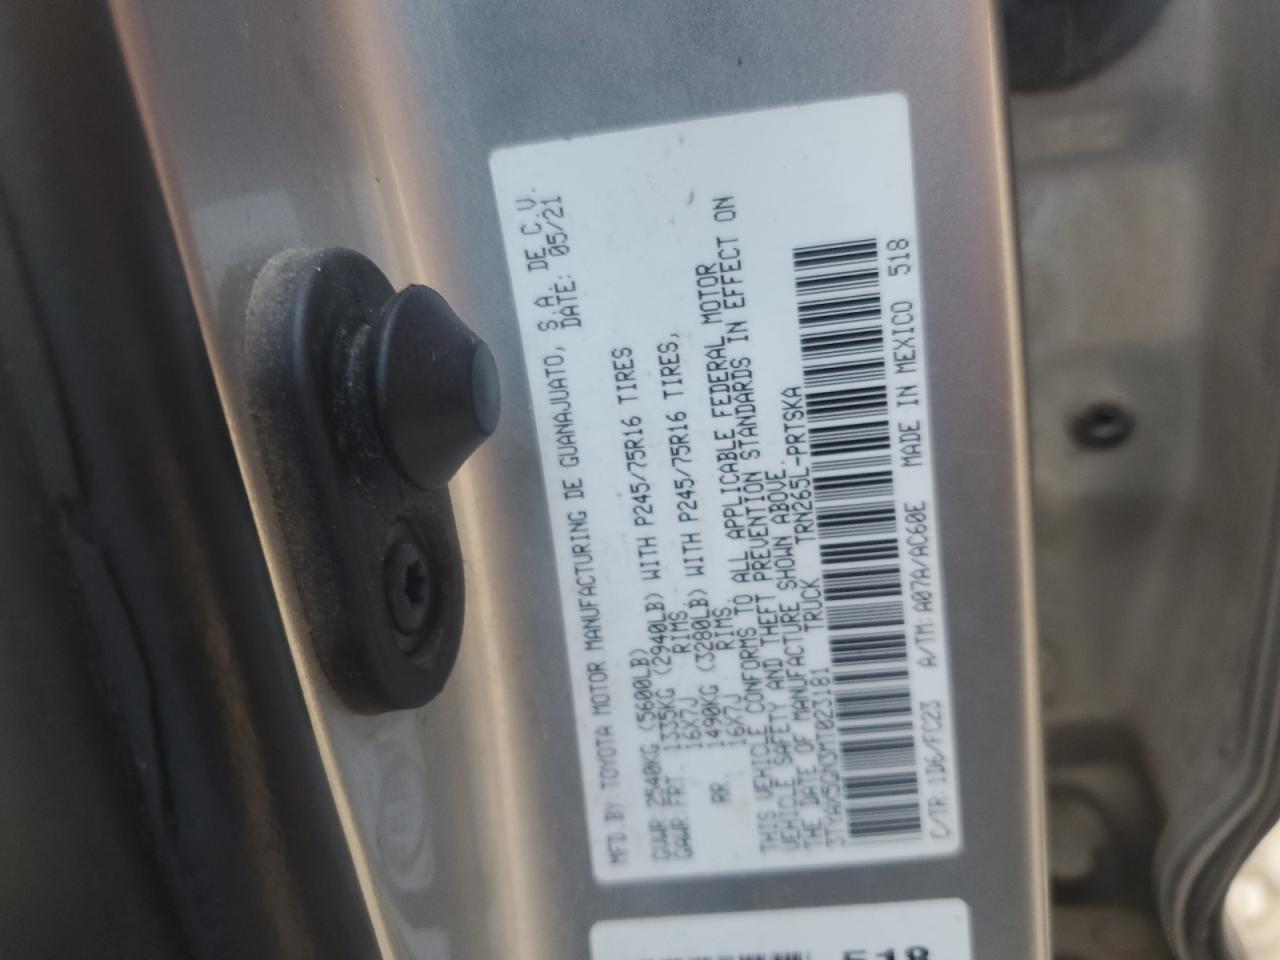 MFD.BY:TOYOTA MOTOR MANUFACTURING DE GUANAJUATO, S.A. DE C.V.
DATE: 05/21
GVWR 2540KG (5600LB)
GAWR FRT. 1335KG (2940LB) WITH P245/75R16 TIRES
16X7J RIMS
RR. 1490KG (3280LB) WITH P245/75R16 TIRES,
16X7J RIMS.
THIS VEHICLE CONFORMS TO ALL APPLICABLE FEDERAL MOTOR
VEHICLE SAFETY AND THEFT PREVENTION STANDARDS IN EFFECT ON
THE DATE OF MANUFACTURE SHOWN ABOVE.
TRUCK TRN265L-PRTSKA
C/TR: 1D6/FC23 A/TM: A07A/AC60E MADE IN MEXICO 518